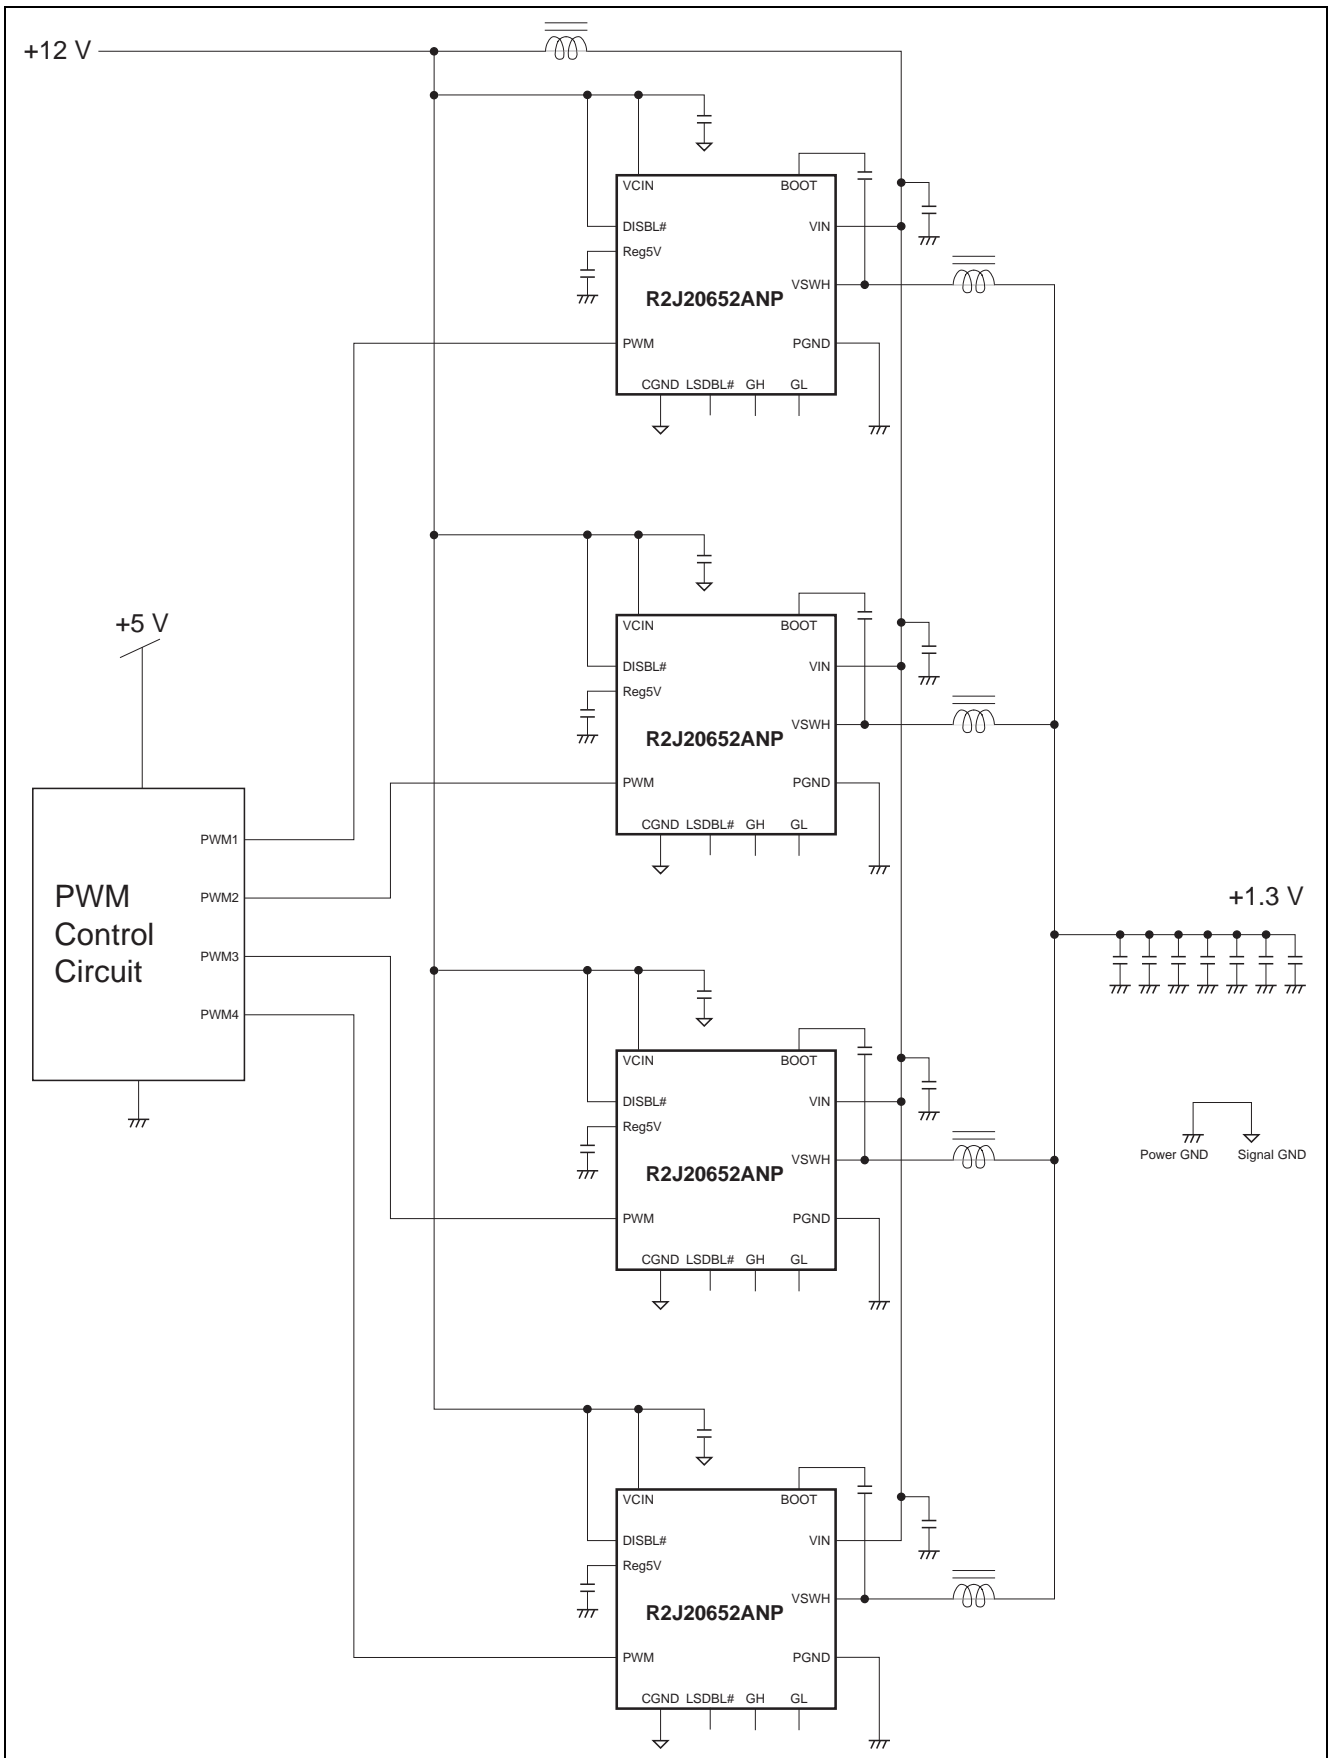 +12 V
VCIN BOOT
DISBL# VIN
Reg5V
VSWH
R2J20652ANP
PWM PGND
CGND LSDBL# GH GL
+5 V
VCIN BOOT
DISBL# VIN
Reg5V
VSWH
R2J20652ANP
PWM PGND
CGND LSDBL# GH GL
PWM1
PWM2
PWM3
PWM4
PWM
Control
Circuit
+1.3 V
VCIN BOOT
DISBL# VIN
Reg5V
VSWH
R2J20652ANP
PWM PGND
CGND LSDBL# GH GL
Power GND Signal GND
VCIN BOOT
DISBL# VIN
Reg5V
VSWH
R2J20652ANP
PWM PGND
CGND LSDBL# GH GL